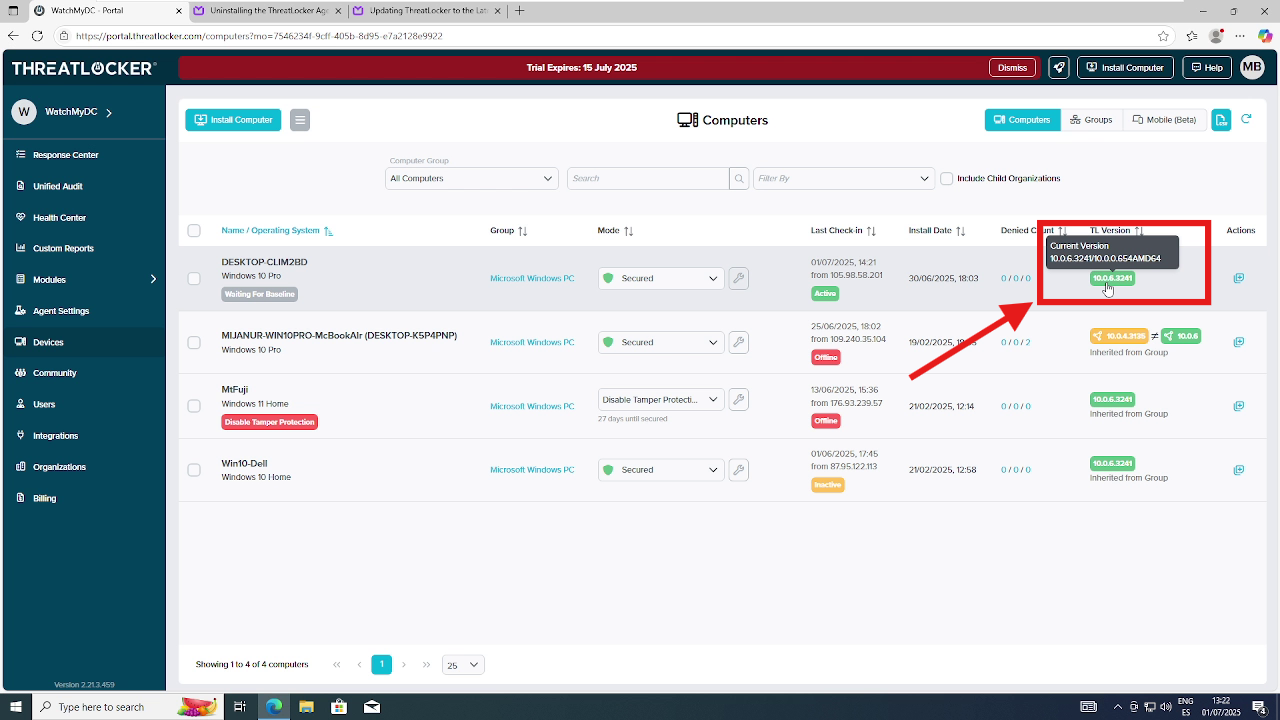 WatchMyDC - Portal
Uninstalling the ThreatLocker Age
Updating ThreatLocker to the Late
https://portal.threatlocker.com/computers?mo=7546234f-9cff-405b-8d95-e7a2128e9922
THREATLOCKER
Trial Expires: 15 July 2025
Dismiss
Install Computer
Help
MB
W
WatchMyDC
Response Center
Unified Audit
Health Center
Custom Reports
Modules
Agent Settings
Devices
Community
Users
Integrations
Organizations
Billing
Version 2.21.3.459
Install Computer
Computers
Computers
Groups
Mobile (Beta)
Computer Group
All Computers
Search
Filter By
Include Child Organizations
Name / Operating System
Group
Mode
Last Check-in
Install Date
Denied
TL Version
Actions
Current Version
10.0.6.3241/10.0.0.654AMD64
DESKTOP-CLIM2BD
Windows 10 Pro
Waiting For Baseline
Microsoft Windows PC
Secured
01/07/2025, 14:21
from 105.98.58.201
Active
30/06/2025, 18:03
0 / 0 / 0
10.0.6.3241
MIJANUR-WIN10PRO-McBookAir (DESKTOP-K5P4PNP)
Windows 10 Pro
Microsoft Windows PC
Secured
25/06/2025, 18:02
from 109.240.35.104
Offline
19/02/2025,
0 / 0 / 2
≠
10.0.6
Inherited from Group
MtFuji
Windows 11 Home
Disable Tamper Protection
Microsoft Windows PC
Disable Tamper Protecti...
27 days until secured
13/06/2025, 15:36
from 176.93.239.57
Offline
21/02/2025, 12:14
0 / 0 / 0
10.0.6.3241
Inherited from Group
Win10-Dell
Windows 10 Home
Microsoft Windows PC
Secured
01/06/2025, 17:45
from 87.95.122.113
Inactive
21/02/2025, 12:58
0 / 0 / 0
10.0.6.3241
Inherited from Group
Showing 1 to 4 of 4 computers
1
25
Type here to search
ENG
ES
13:22
01/07/2025
2